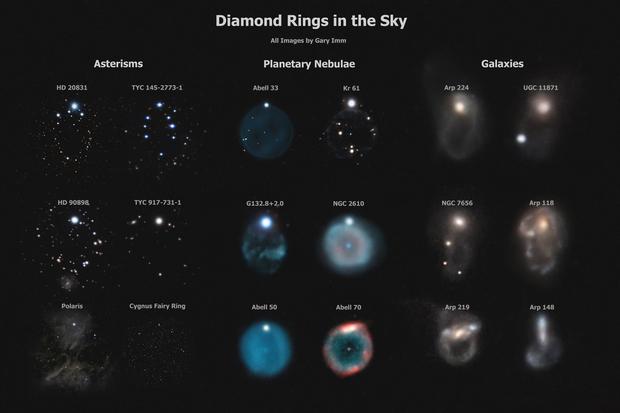 Diamond Rings in the Sky
All Images by Gary Imm
Asterisms
Planetary Nebulae
Galaxies
HD 20831
TYC 145-2773-1
Abell 33
Kr 61
Arp 224
UGC 11871
HD 90898
TYC 917-731-1
G132.8+2.0
NGC 2610
NGC 7656
Arp 118
Polaris
Cygnus Fairy Ring
Abell 50
Abell 70
Arp 219
Arp 148